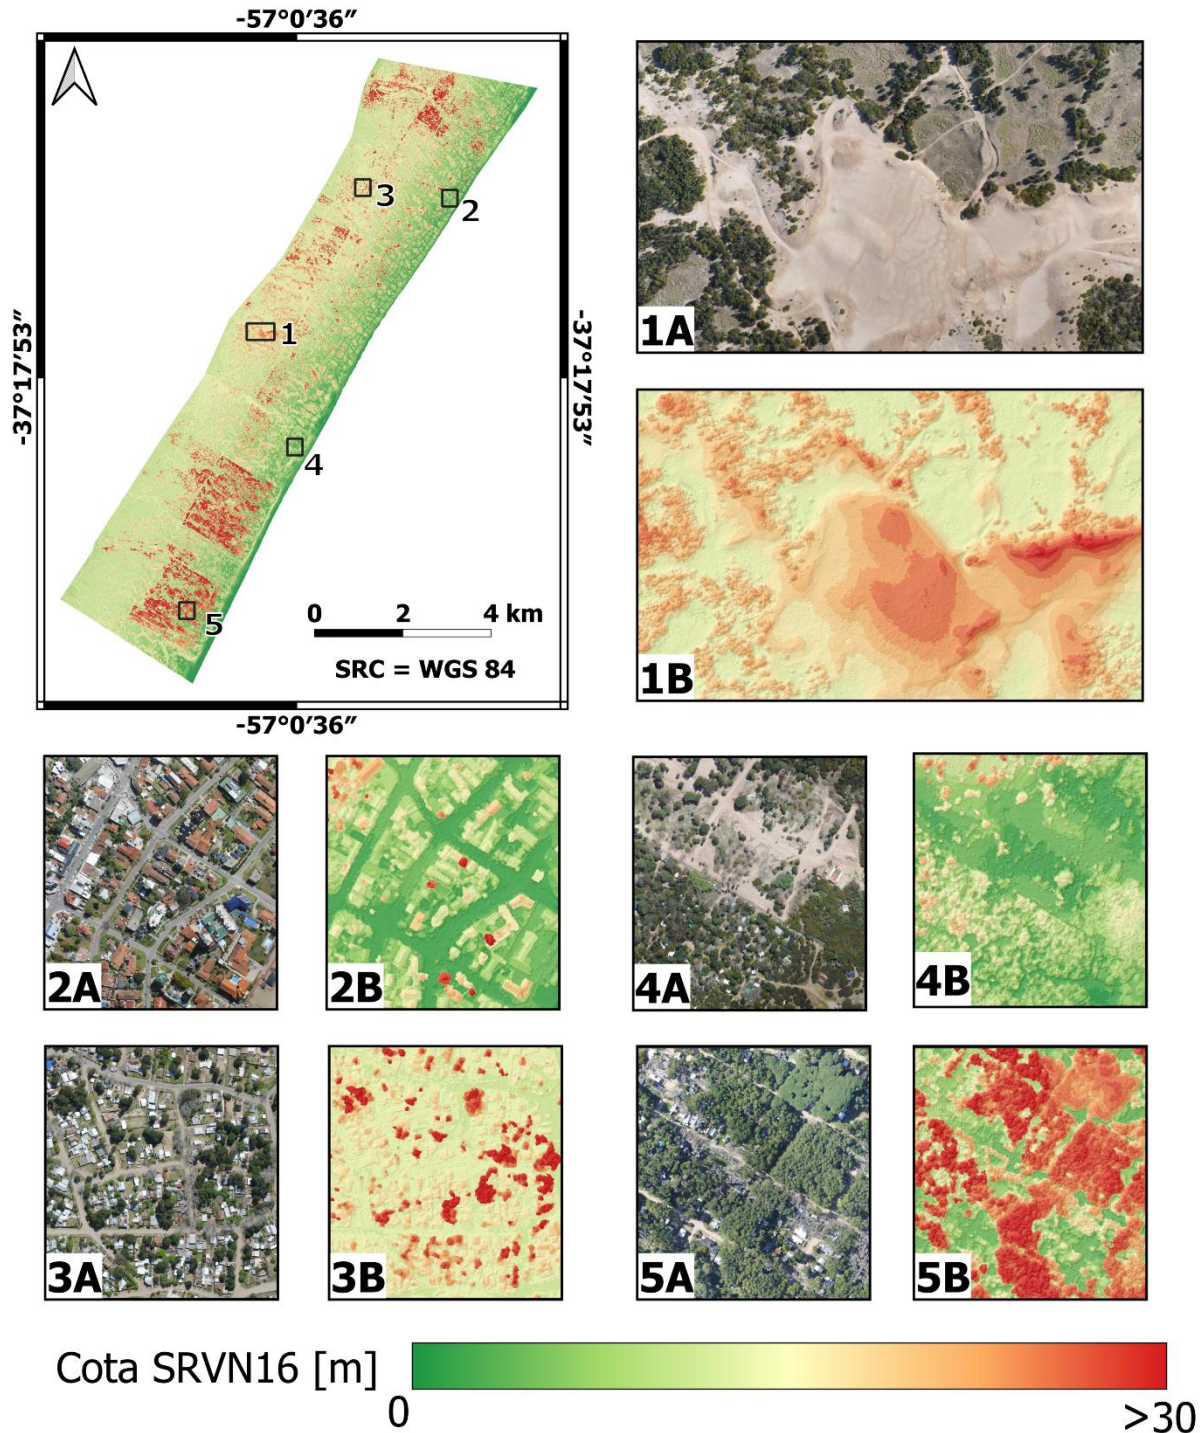 -57°0′36″
-37°17′53″
-37°17′53″
3
2
1
4
5
0 2 4 km
SRC = WGS 84
-57°0′36″
1A
1B
2A
2B
4A
4B
3A
3B
5A
5B
Cota SRVN16 [m]
0
>30